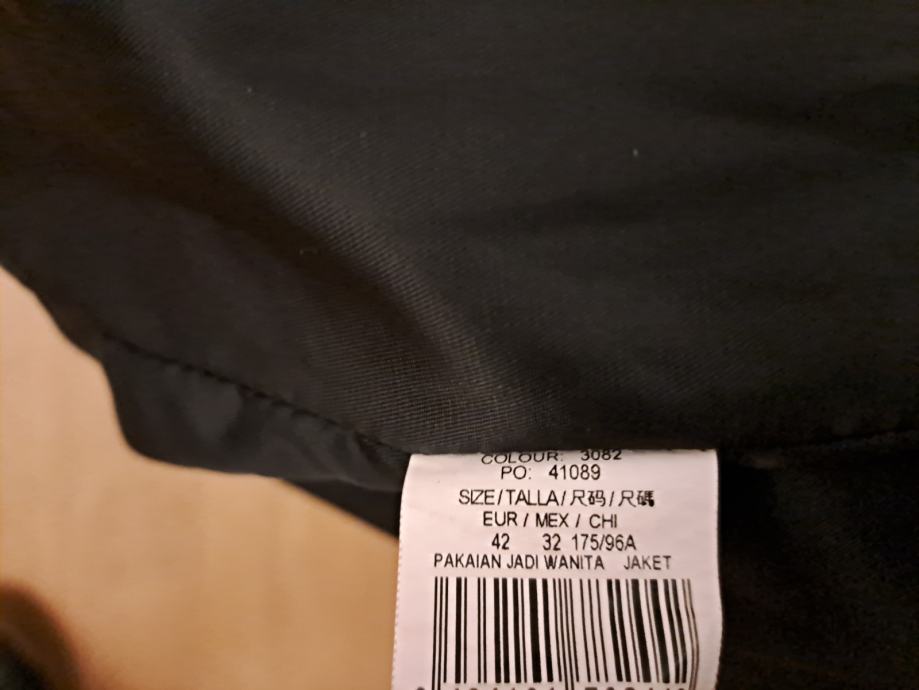 COLOUR: 3082
PO: 41089
SIZE/TALLA/尺码/尺碼
EUR / MEX / CHI
42 32 175/96A
PAKAIAN JADI WANITA JAKET